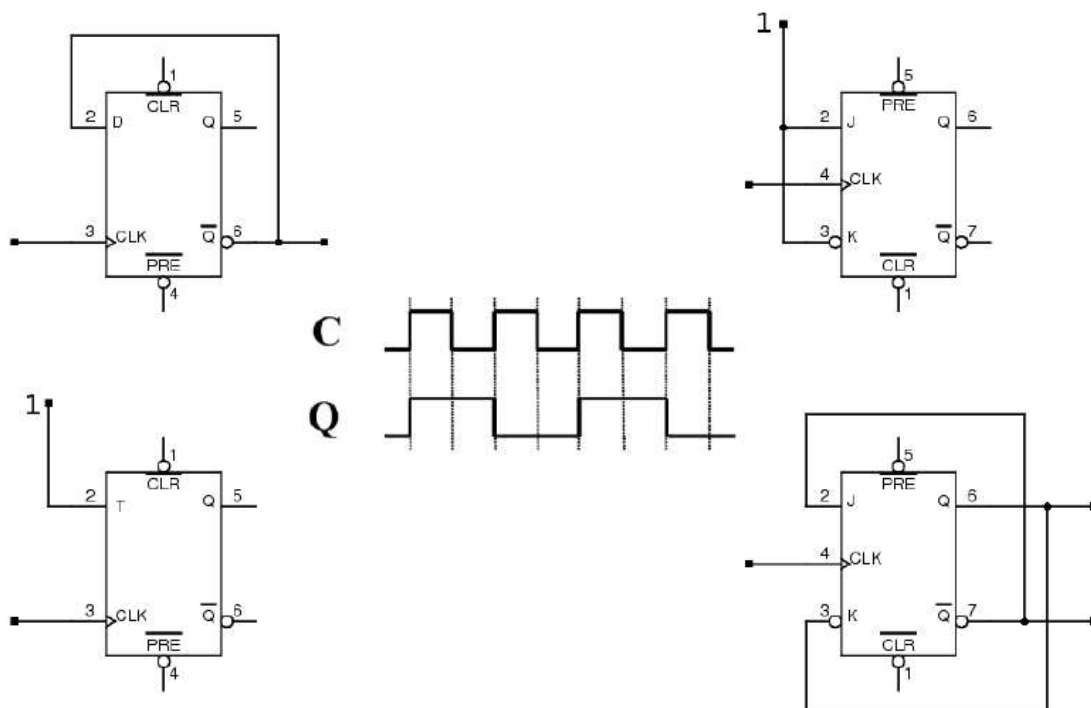 1
CLR
2 D Q 5
3 CLK Q 6
PRE
4
1
5
PRE
2 J Q 6
4 CLK
3 K Q 7
CLR
1
C
Q
1
1
CLR
2 T Q 5
3 CLK Q 6
PRE
4
5
PRE
2 J Q 6
4 CLK
3 K Q 7
CLR
1